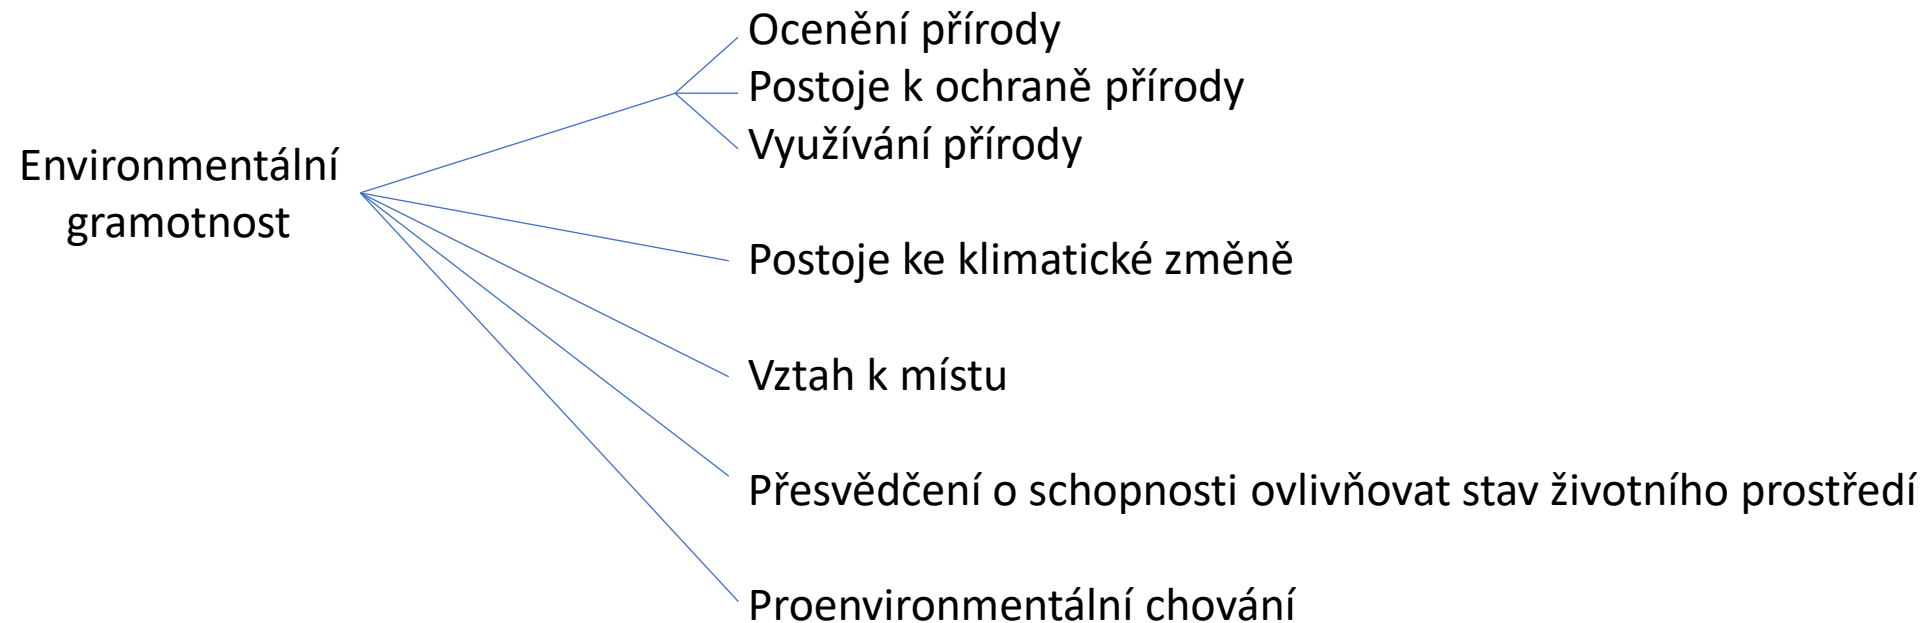 Environmentální
gramotnost
Ocenění přírody
Postoje k ochraně přírody
Využívání přírody
Postoje ke klimatické změně
Vztah k místu
Přesvědčení o schopnosti ovlivňovat stav životního prostředí
Proenvironmentální chování